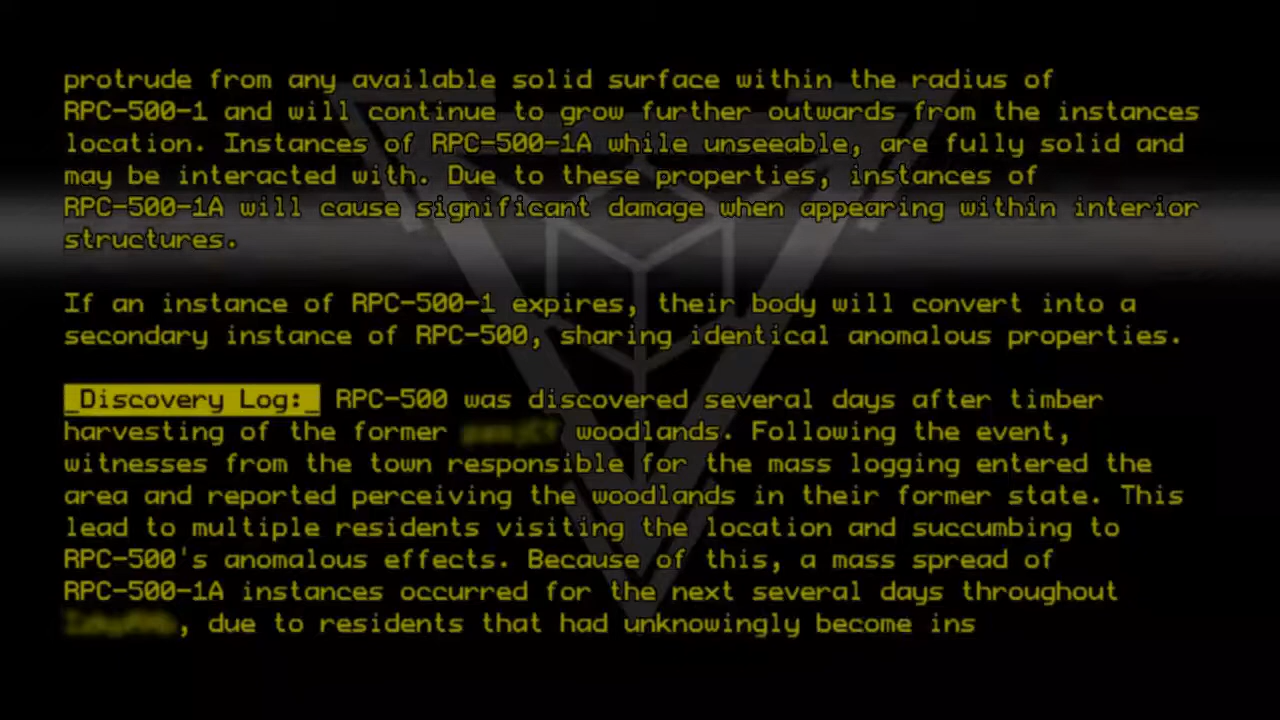 protrude from any available solid surface within the radius of
RPC-500-1 and will continue to grow further outwards from the instances
location. Instances of RPC-500-1A while unseeable, are fully solid and
may be interacted with. Due to these properties, instances of
RPC-500-1A will cause significant damage when appearing within interior
structures.
If an instance of RPC-500-1 expires, their body will convert into a
secondary instance of RPC-500, sharing identical anomalous properties.
_Discovery Log:_ RPC-500 was discovered several days after timber
harvesting of the former woodlands. Following the event,
witnesses from the town responsible for the mass logging entered the
area and reported perceiving the woodlands in their former state. This
lead to multiple residents visiting the location and succumbing to
RPC-500's anomalous effects. Because of this, a mass spread of
RPC-500-1A instances occurred for the next several days throughout
, due to residents that had unknowingly become ins